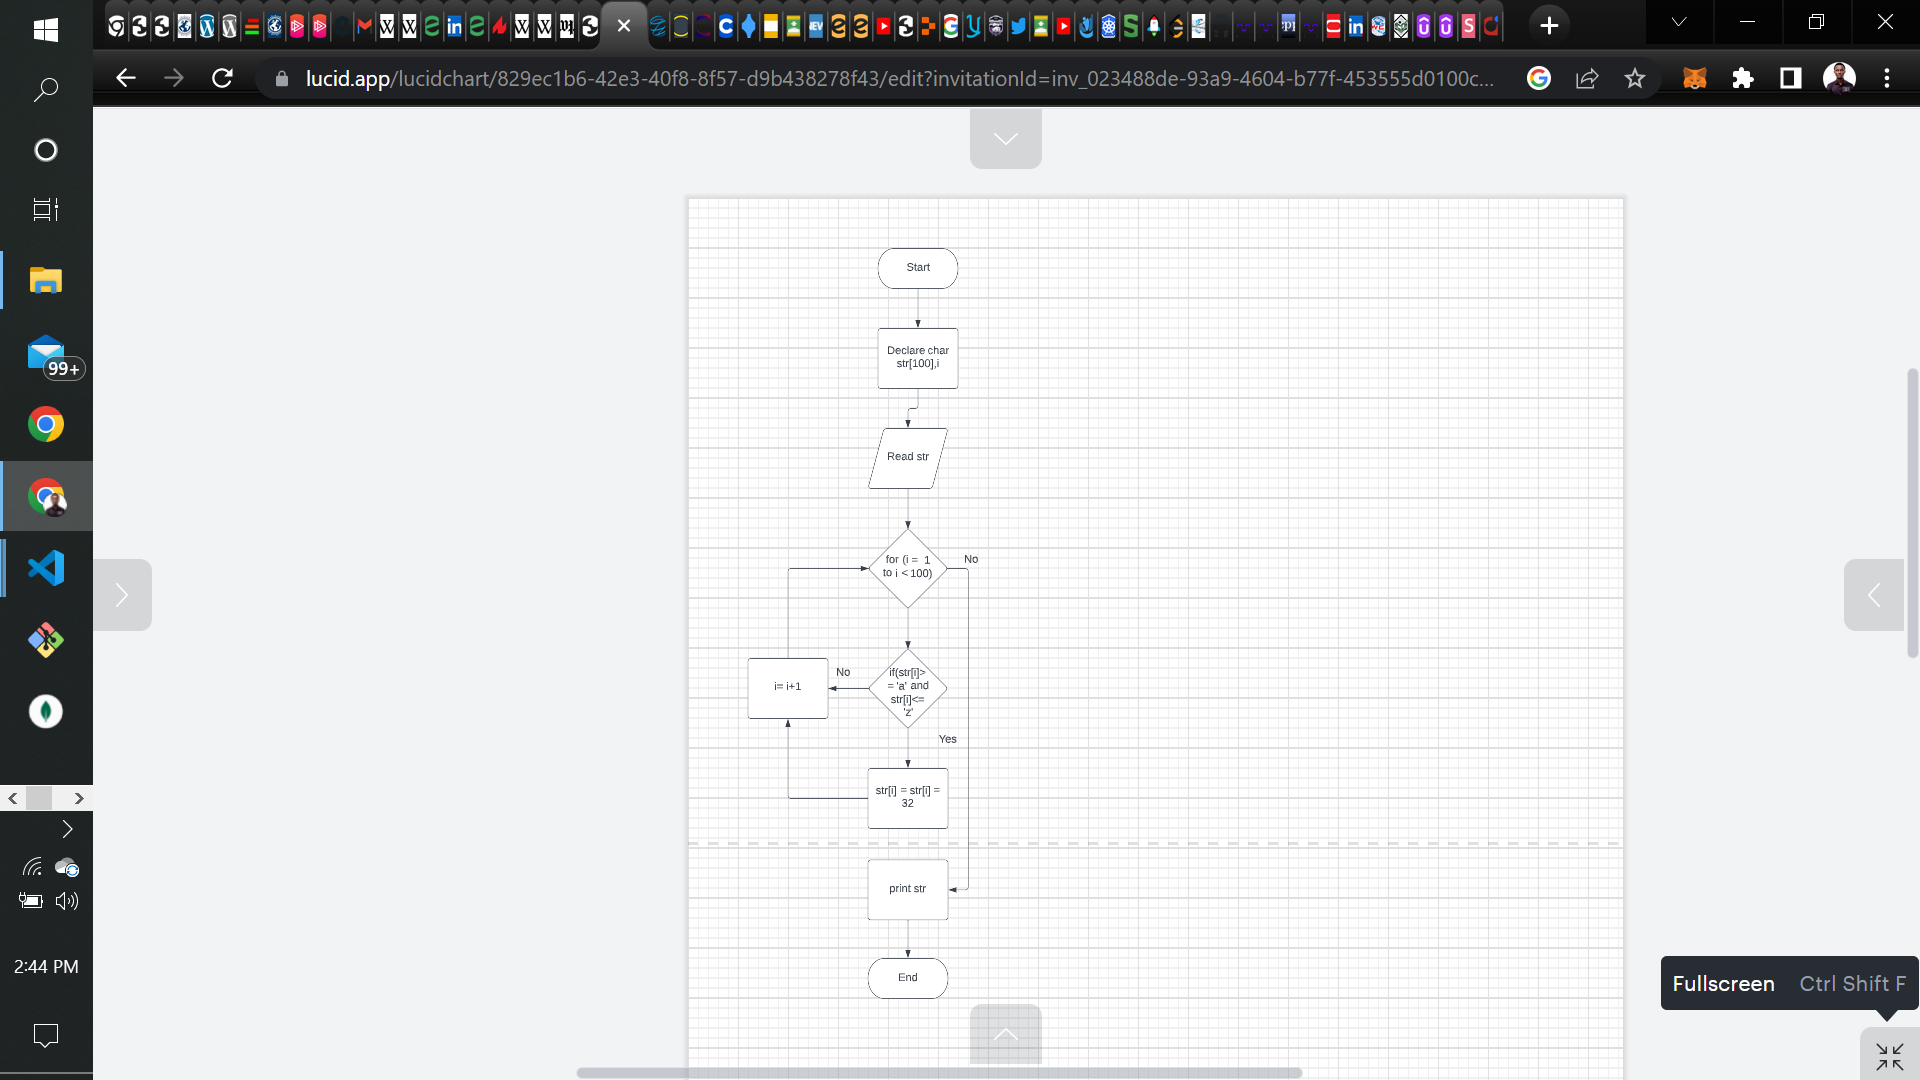 lucid.app/lucidchart/829ec1b6-42e3-40f8-8f57-d9b438278f43/edit?invitationId=inv_023488de-93a9-4604-b77f-453555d0100c...
99+
Start
Declare char
str[100],i
Read str
for (i = 1
to i < 100)
No
if(str[i]>
= 'a' and
str[i]<=
'z'
No
i= i+1
Yes
str[i] = str[i] =
32
print str
End
2:44 PM
Fullscreen Ctrl Shift F